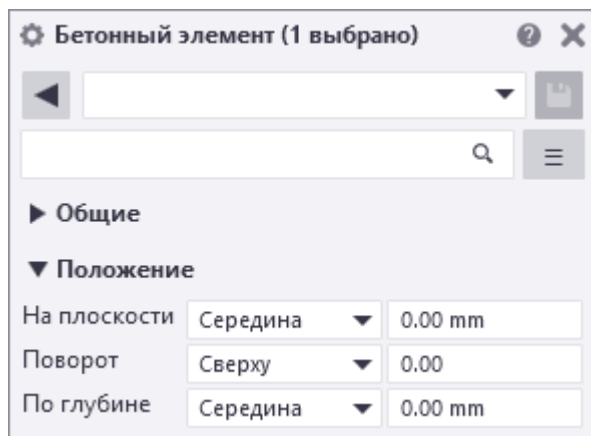 Бетонный элемент (1 выбрано)
Общие
Положение
На плоскости Середина 0.00 mm
Поворот Сверху 0.00
По глубине Середина 0.00 mm